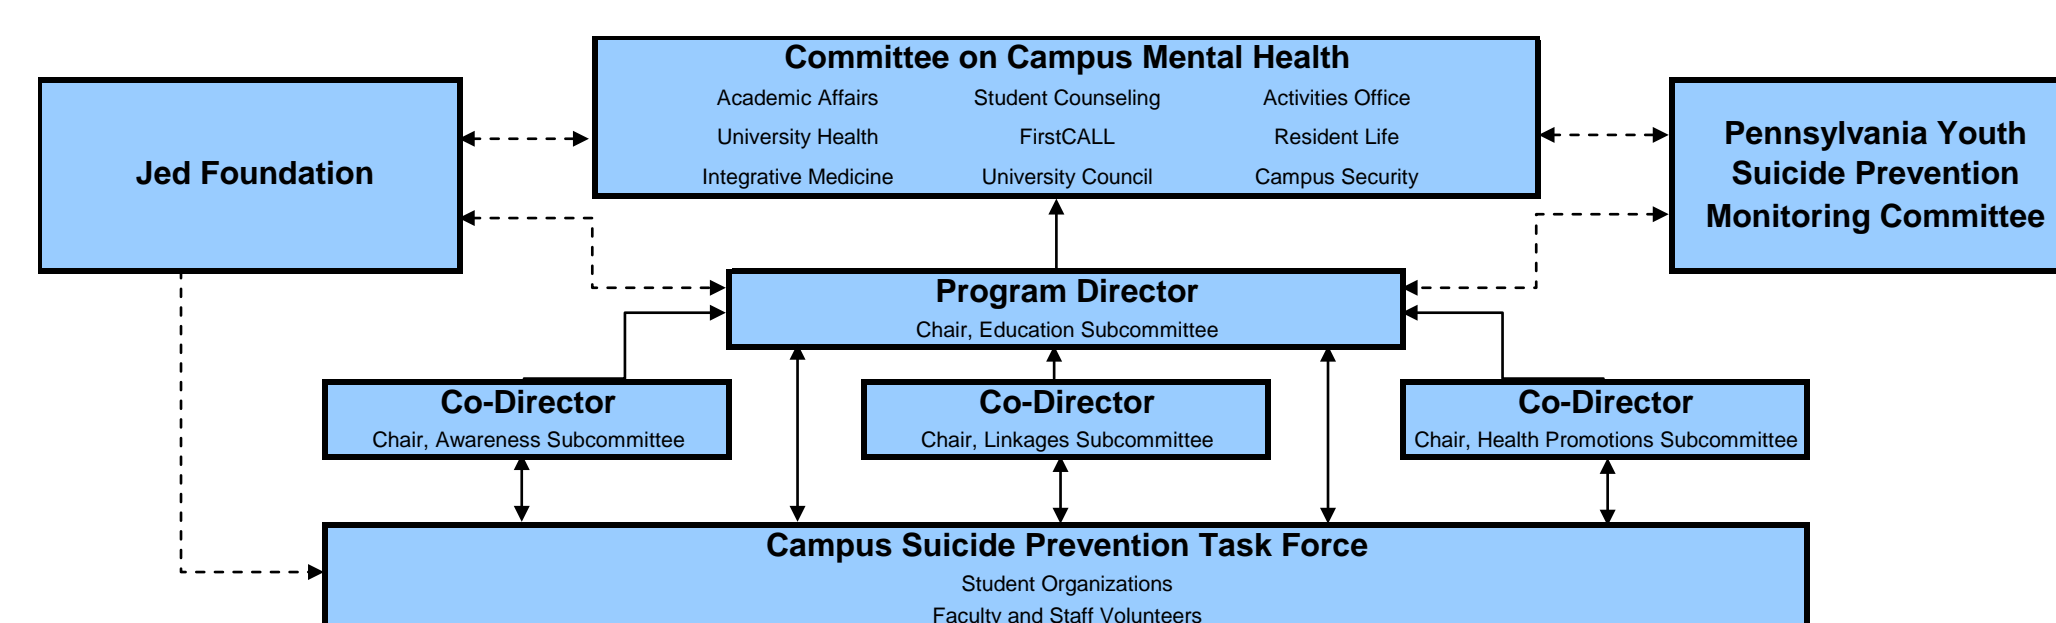 Committee on Campus Mental Health
Academic Affairs Student Counseling Activities Office
University Health FirstCALL Resident Life
Integrative Medicine University Council Campus Security
Jed Foundation
Pennsylvania Youth
Suicide Prevention
Monitoring Committee
Program Director
Chair, Education Subcommittee
Co-Director
Chair, Awareness Subcommittee
Co-Director
Chair, Linkages Subcommittee
Co-Director
Chair, Health Promotions Subcommittee
Campus Suicide Prevention Task Force
Student Organizations
Faculty and Staff Volunteers